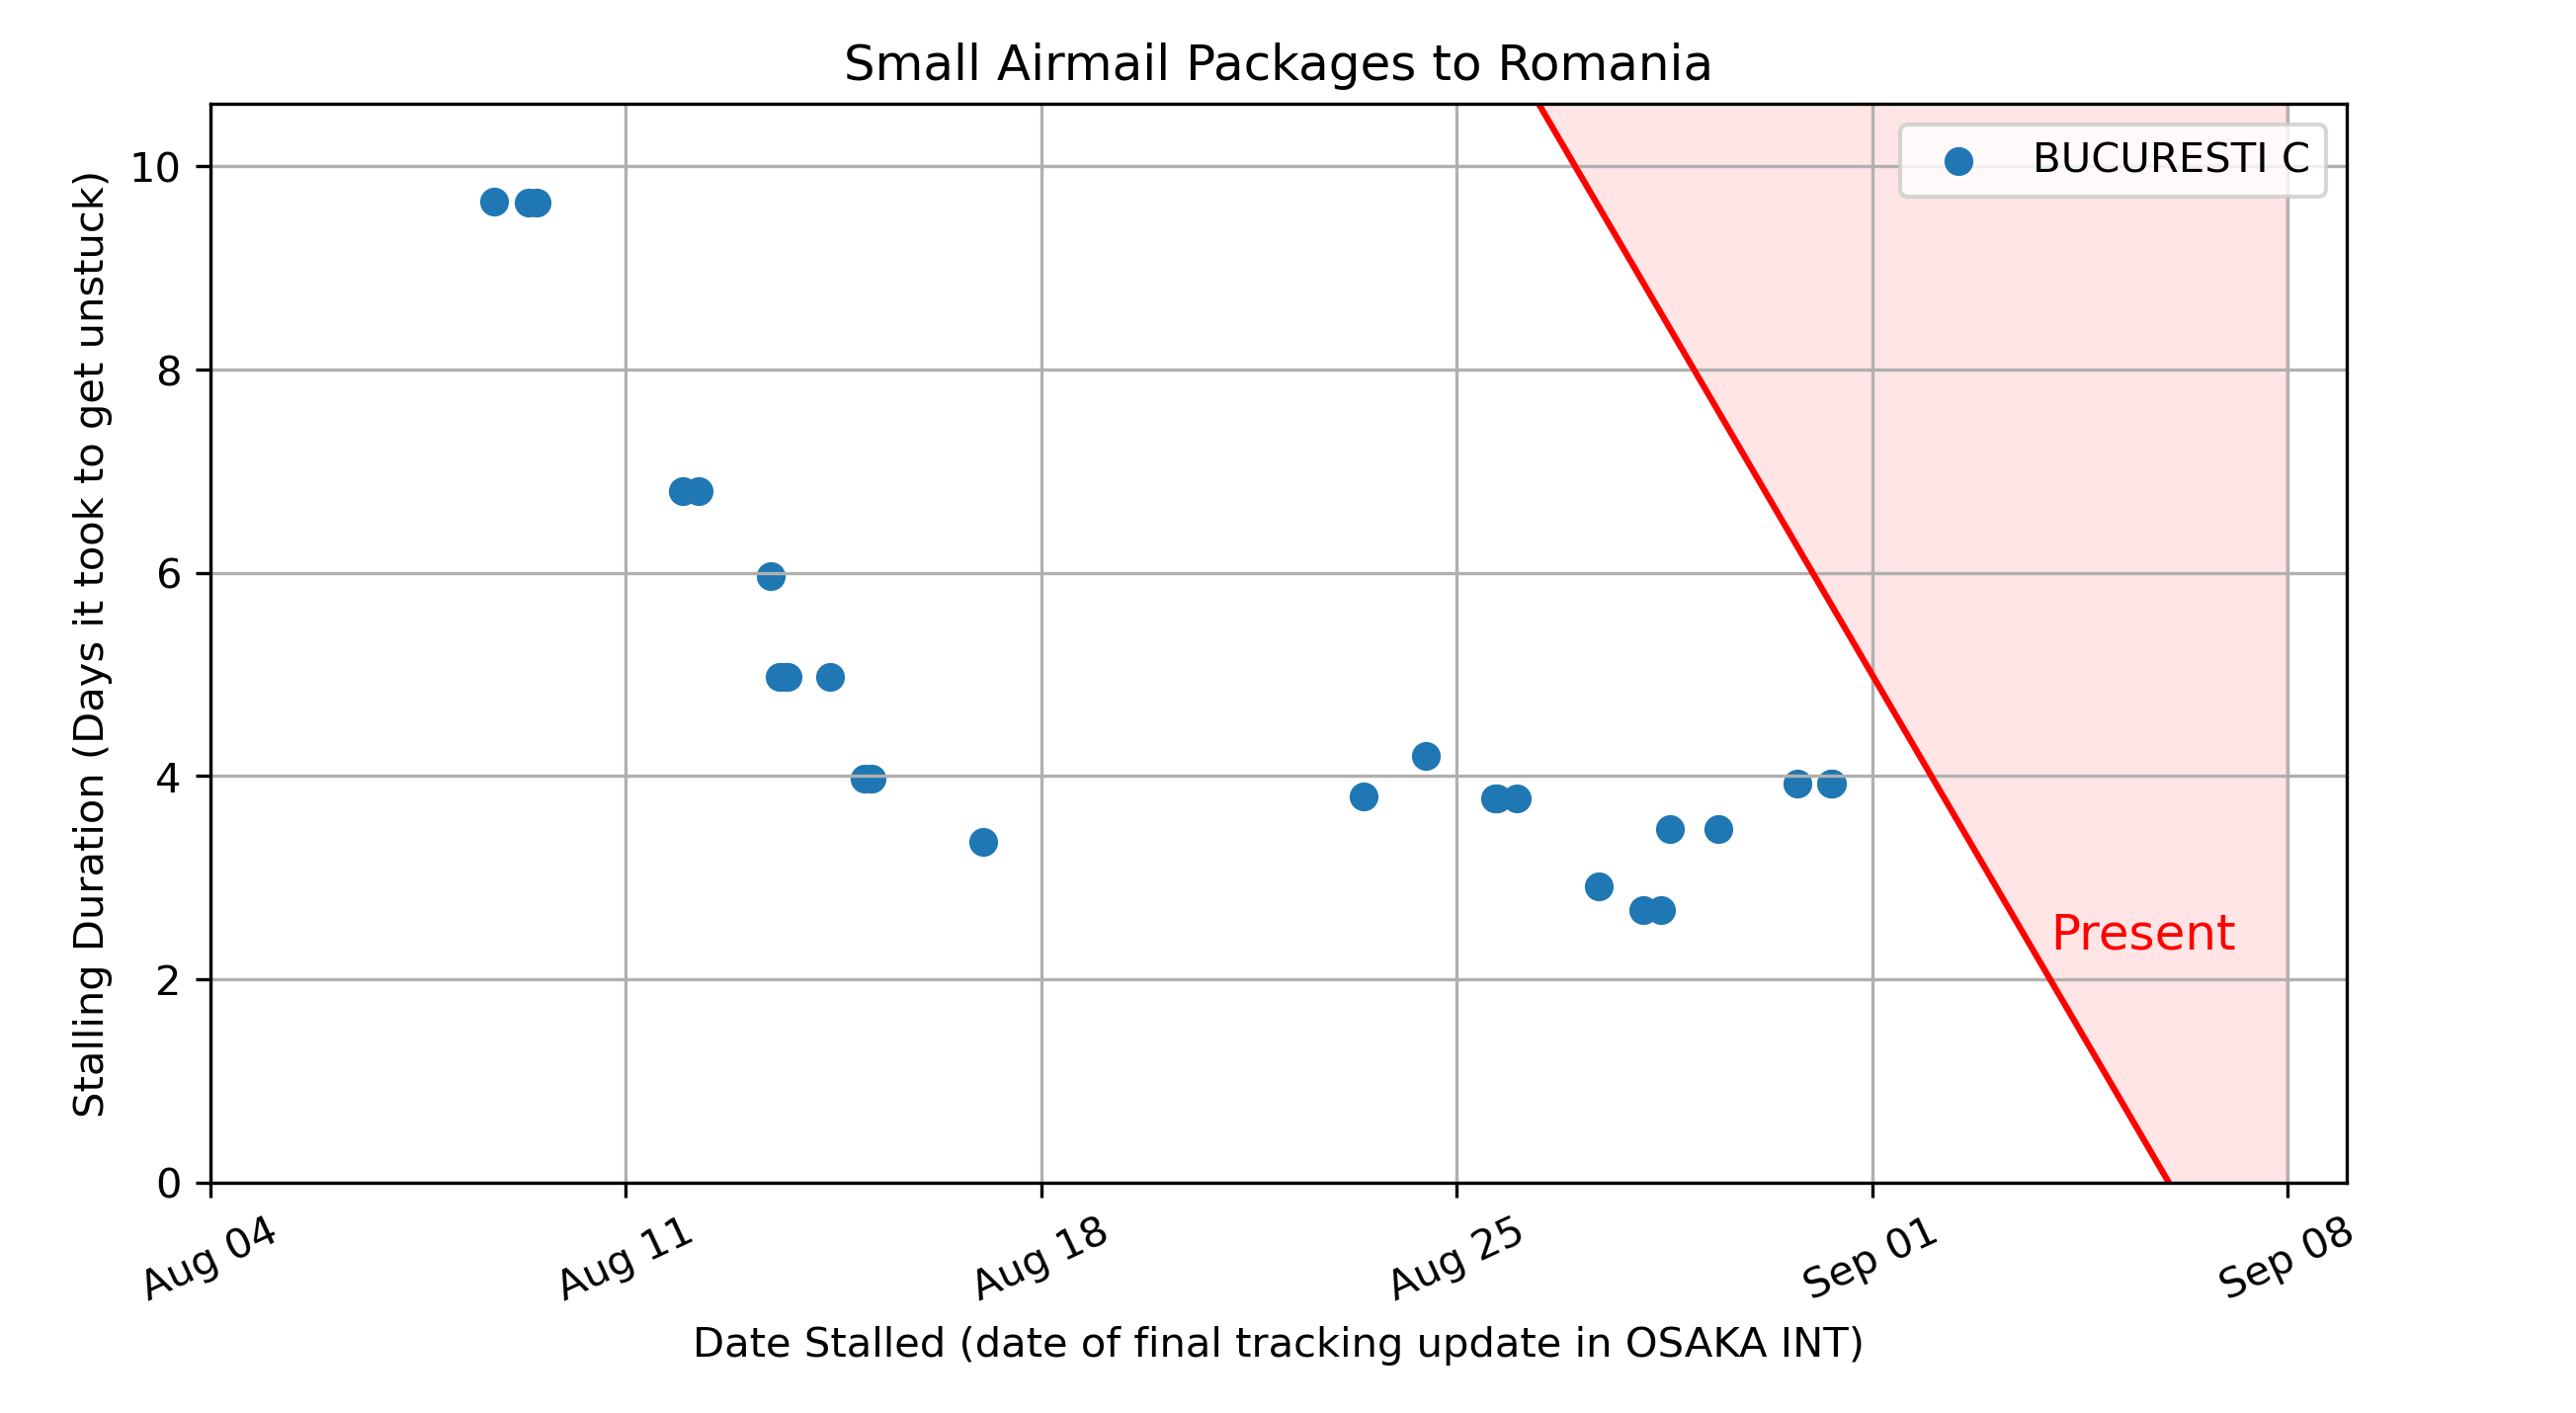 Small Airmail Packages to Romania
BUCURESTI C
Stalling Duration (Days it took to get unstuck)
10
8
6
4
2
0
Present
Aug 04
Aug 11
Aug 18
Aug 25
Sep 01
Sep 08
Date Stalled (date of final tracking update in OSAKA INT)